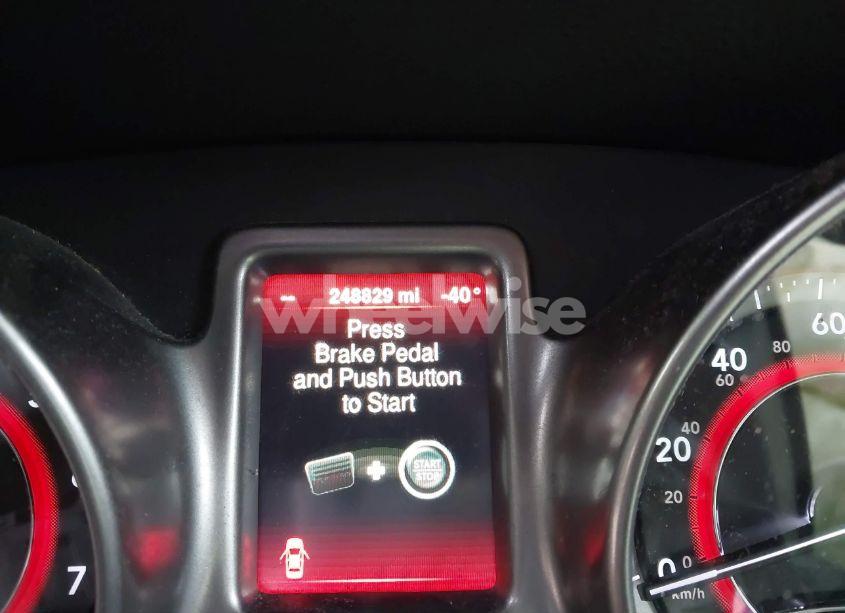 -- 248829 mi -40°
wheelwise
Press
Brake Pedal
and Push Button
to Start
+ START
STOP
60
40
80
60
20
40
20
0
0
km/h
7